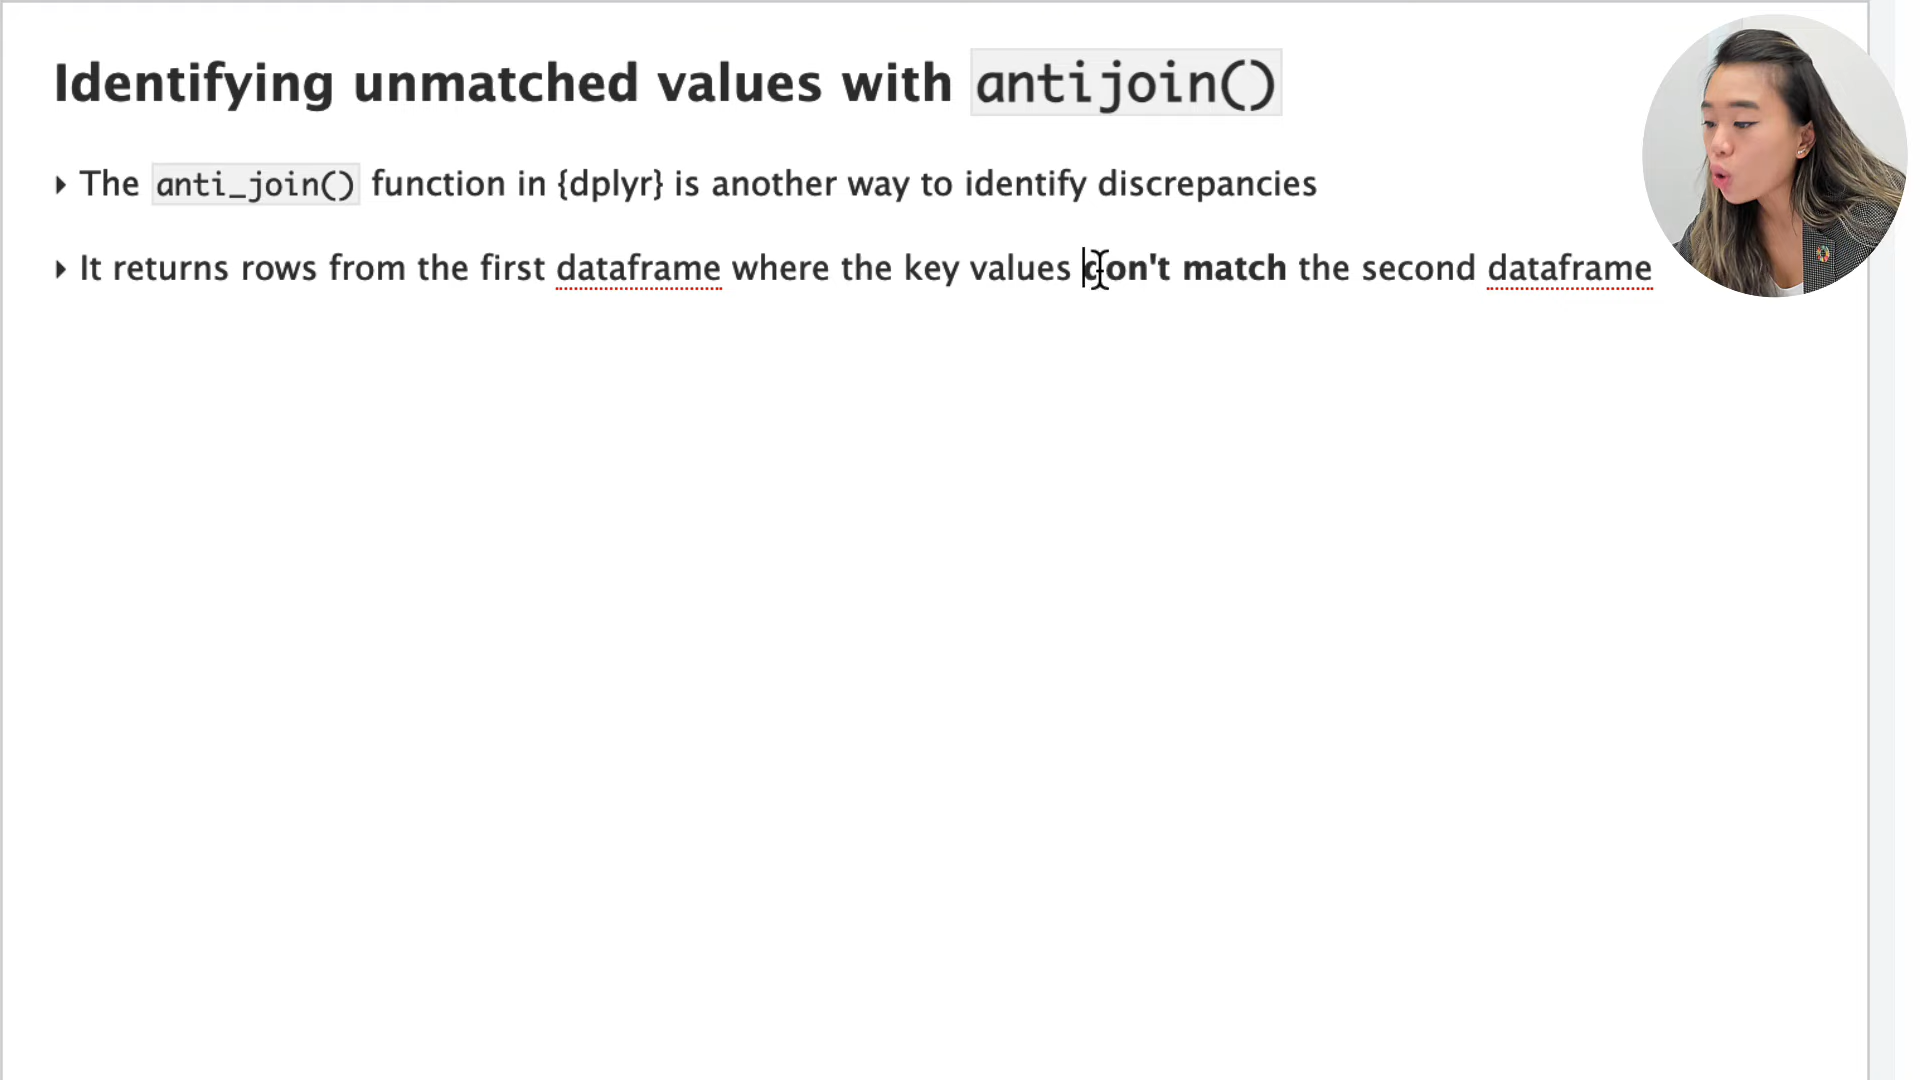 Identifying unmatched values with antijoin()
The anti_join() function in {dplyr} is another way to identify discrepancies
It returns rows from the first dataframe where the key values don't match the second dataframe